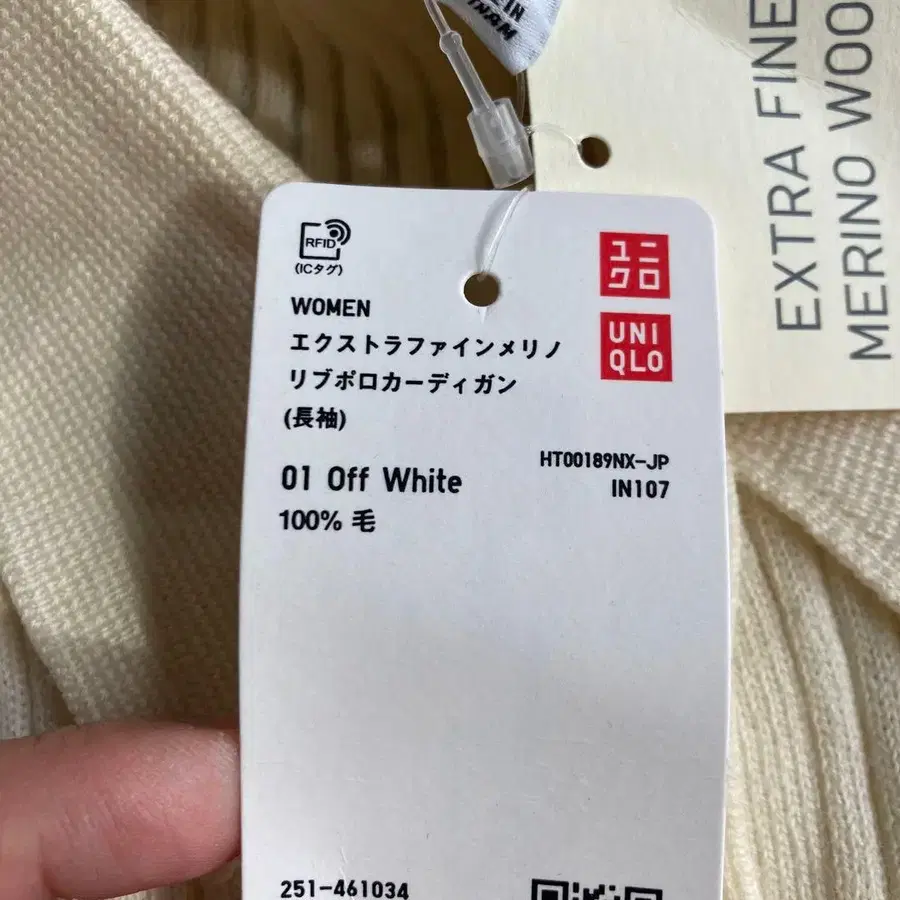 IN
RFID
(ICタグ)
WOMEN
エクストラファインメリノ
リブポロカーディガン
(長袖)
01 Off White
100% 毛
ユニ
クロ
UNI
QLO
HT00189NX-JP
IN107
251-461034
EXTRA FINE
MERINO WOO